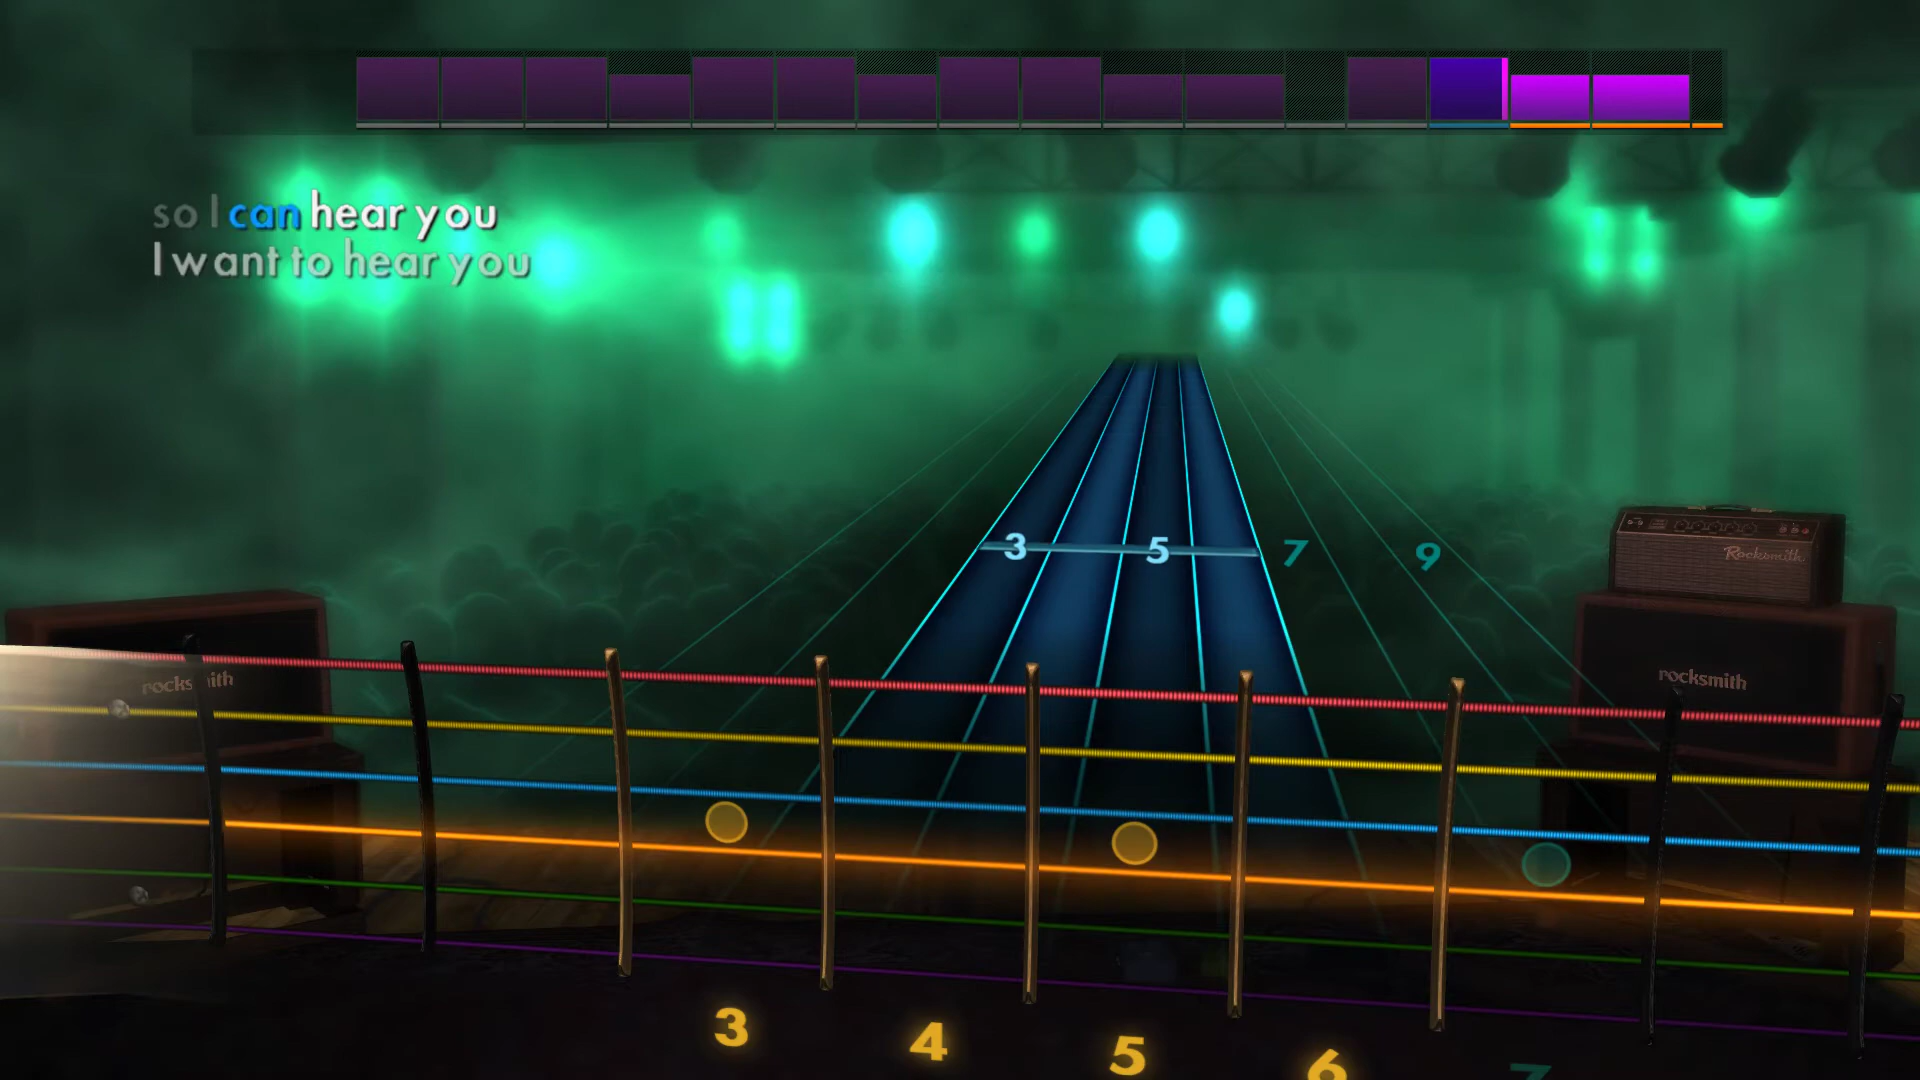 so I can hear you
I want to hear you
3 5 7 9
Rocksmith
rocksmith
rocksmith
3 4 5 6 7